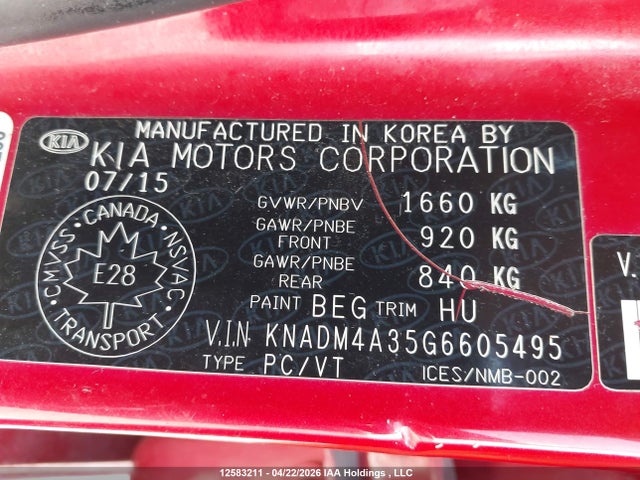 KIA
MANUFACTURED IN KOREA BY
KIA MOTORS CORPORATION
07/15
GVWR/PNBV 1660 KG
GAWR/PNBE FRONT 920 KG
GAWR/PNBE REAR 840 KG
PAINT BEG TRIM HU
CANADA
CMVSS NSVAC
E28
TRANSPORT
V.I.N KNADM4A35G6605495
TYPE PC/VT ICES/NMB-002
V.
12583211 - 04/22/2026 IAA Holdings , LLC